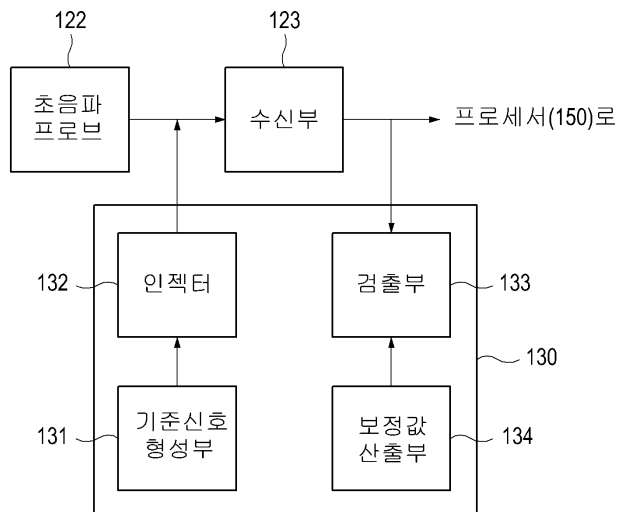 122
123
초음파
프로브
수신부
프로세서(150)로
132
인젝터
검출부
133
130
131
기준신호
형성부
보정값
산출부
134